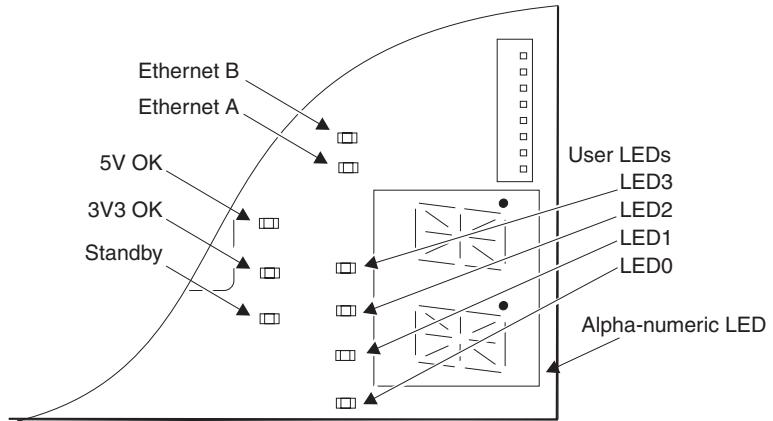 Ethernet B
Ethernet A
5V OK
3V3 OK
Standby
User LEDs
LED3
LED2
LED1
LED0
Alpha-numeric LED